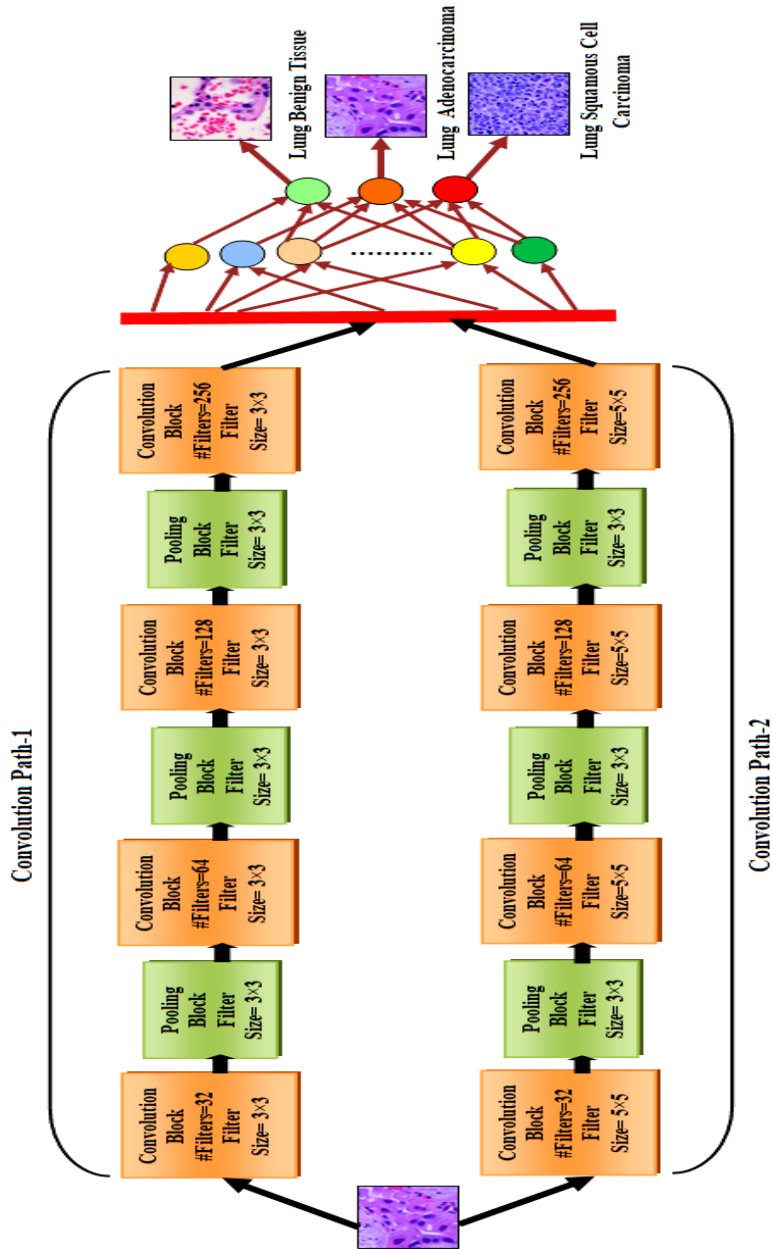 Convolution Path-1
Convolution
Block
#Filters=32
Filter
Size= 3×3
Pooling
Block
Filter
Size= 3×3
Convolution
Block
#Filters=64
Filter
Size= 3×3
Pooling
Block
Filter
Size= 3×3
Convolution
Block
#Filters=128
Filter
Size= 3×3
Pooling
Block
Filter
Size= 3×3
Convolution
Block
#Filters=256
Filter
Size= 3×3
Convolution
Block
#Filters=32
Filter
Size= 5×5
Pooling
Block
Filter
Size= 3×3
Convolution
Block
#Filters=64
Filter
Size=5×5
Pooling
Block
Filter
Size= 3×3
Convolution
Block
#Filters=128
Filter
Size= 5×5
Pooling
Block
Filter
Size= 3×3
Convolution
Block
#Filters=256
Filter
Size=5×5
Convolution Path-2
Lung Benign Tissue
Lung Adenocarcinoma
Lung Squamous Cell
Carcinoma